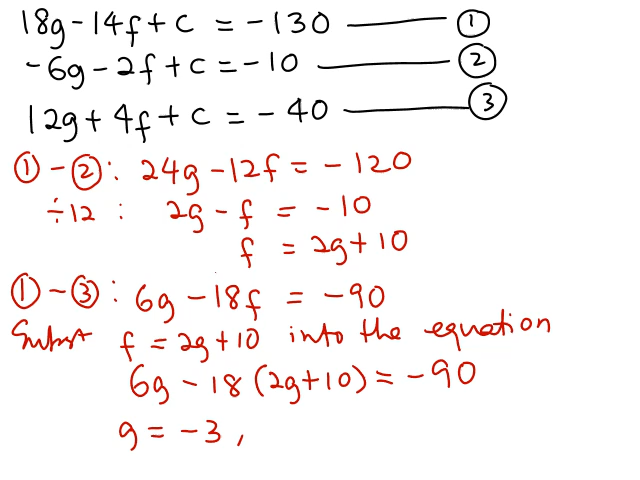 18g - 14f + c = -130 ——— ①
-6g - 2f + c = -10 ——— ②
12g + 4f + c = -40 ——— ③
① - ②: 24g - 12f = -120
÷12 : 2g - f = -10
f = 2g + 10
① - ③: 6g - 18f = -90
Subst f = 2g + 10 into the equation
6g - 18(2g+10) = -90
g = -3,